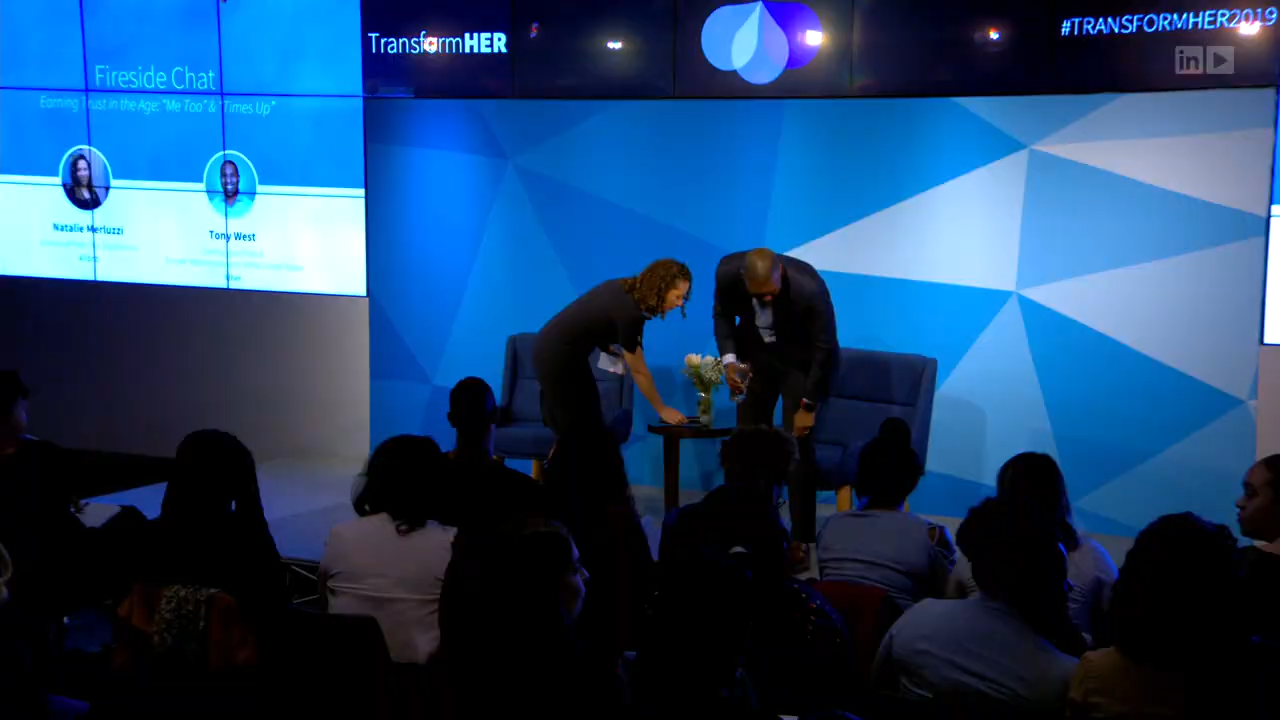 Fireside Chat
Earning Trust in the Age: "Me Too" & "Times Up"
Natalie Merluzzi
Tony West
TransformHER
#TRANSFORMHER2019
in